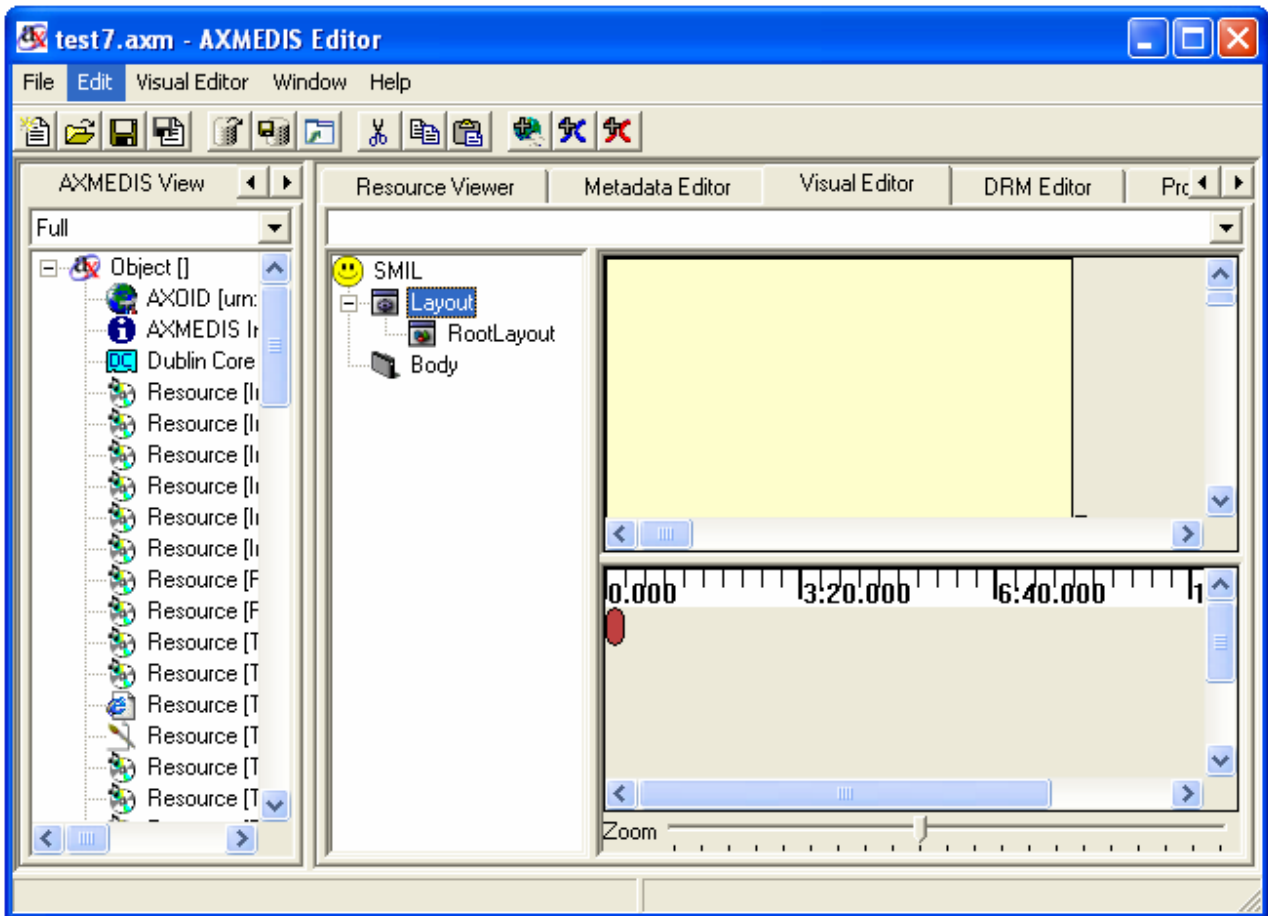 test7.axm - AXMEDIS Editor
File Edit Visual Editor Window Help
AXMEDIS View
Resource Viewer Metadata Editor Visual Editor DRM Editor
Full
Object []
AXOID [urn:
AXMEDIS
DC Dublin Core
Resource
Resource
Resource
Resource
Resource
Resource
Resource [F
Resource [F
Resource [T
Resource [T
Resource [T
Resource [T
Resource [T
Resource [T
SMIL
Layout
RootLayout
Body
0.000 3:20.000 6:40.000
Zoom